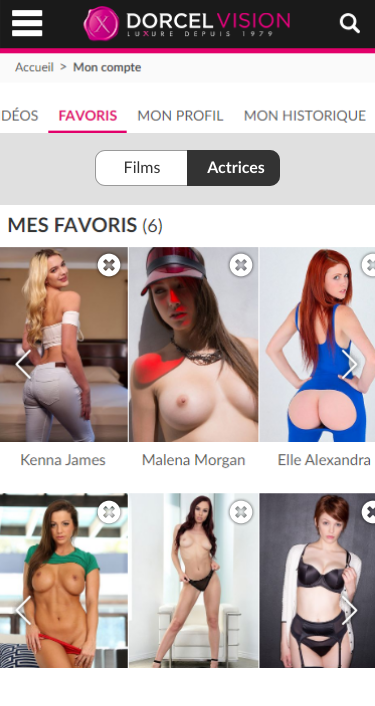 DORCEL VISION
LUXURE DEPUIS 1979
Accueil > Mon compte
DÉOS FAVORIS MON PROFIL MON HISTORIQUE
Films Actrices
MES FAVORIS (6)
Kenna James Malena Morgan Elle Alexandra